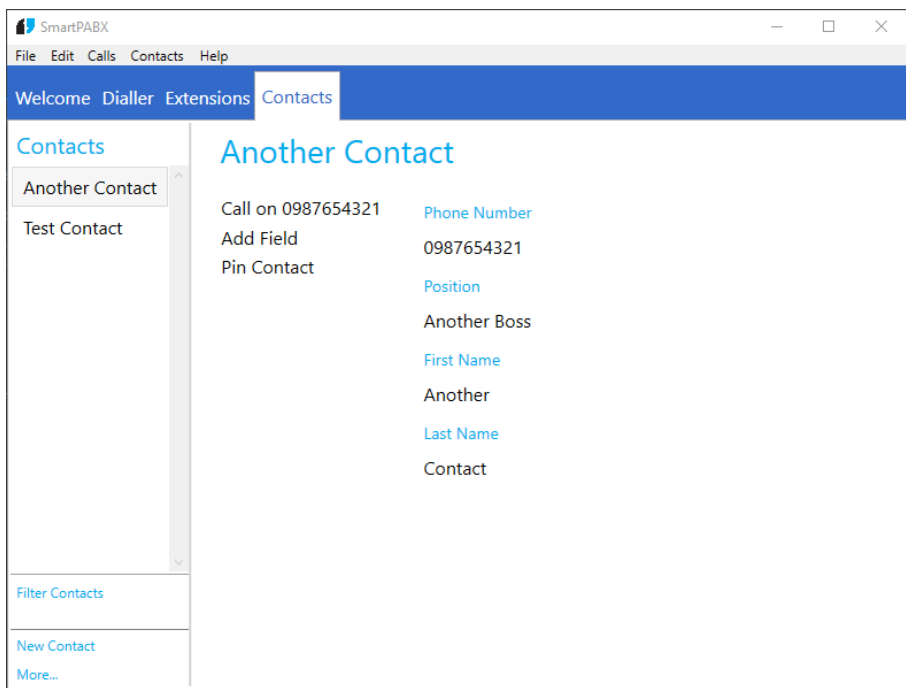 SmartPABX
File Edit Calls Contacts Help
Welcome Dialler Extensions Contacts
Contacts
Another Contact
Test Contact
Filter Contacts
New Contact
More...
Another Contact
Call on 0987654321
Add Field
Pin Contact
Phone Number
0987654321
Position
Another Boss
First Name
Another
Last Name
Contact